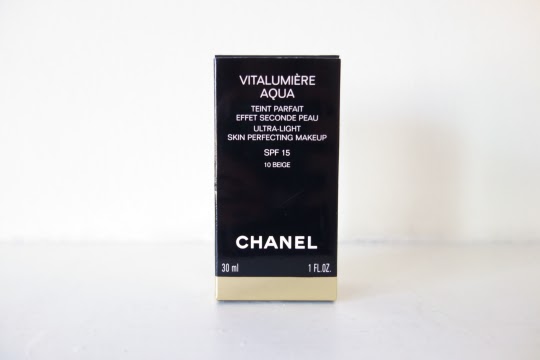 VITALUMIÈRE
AQUA
TEINT PARFAIT
EFFET SECONDE PEAU
ULTRA-LIGHT
SKIN PERFECTING MAKEUP
SPF 15
10 BEIGE
CHANEL
30 ml 1 FL.OZ.